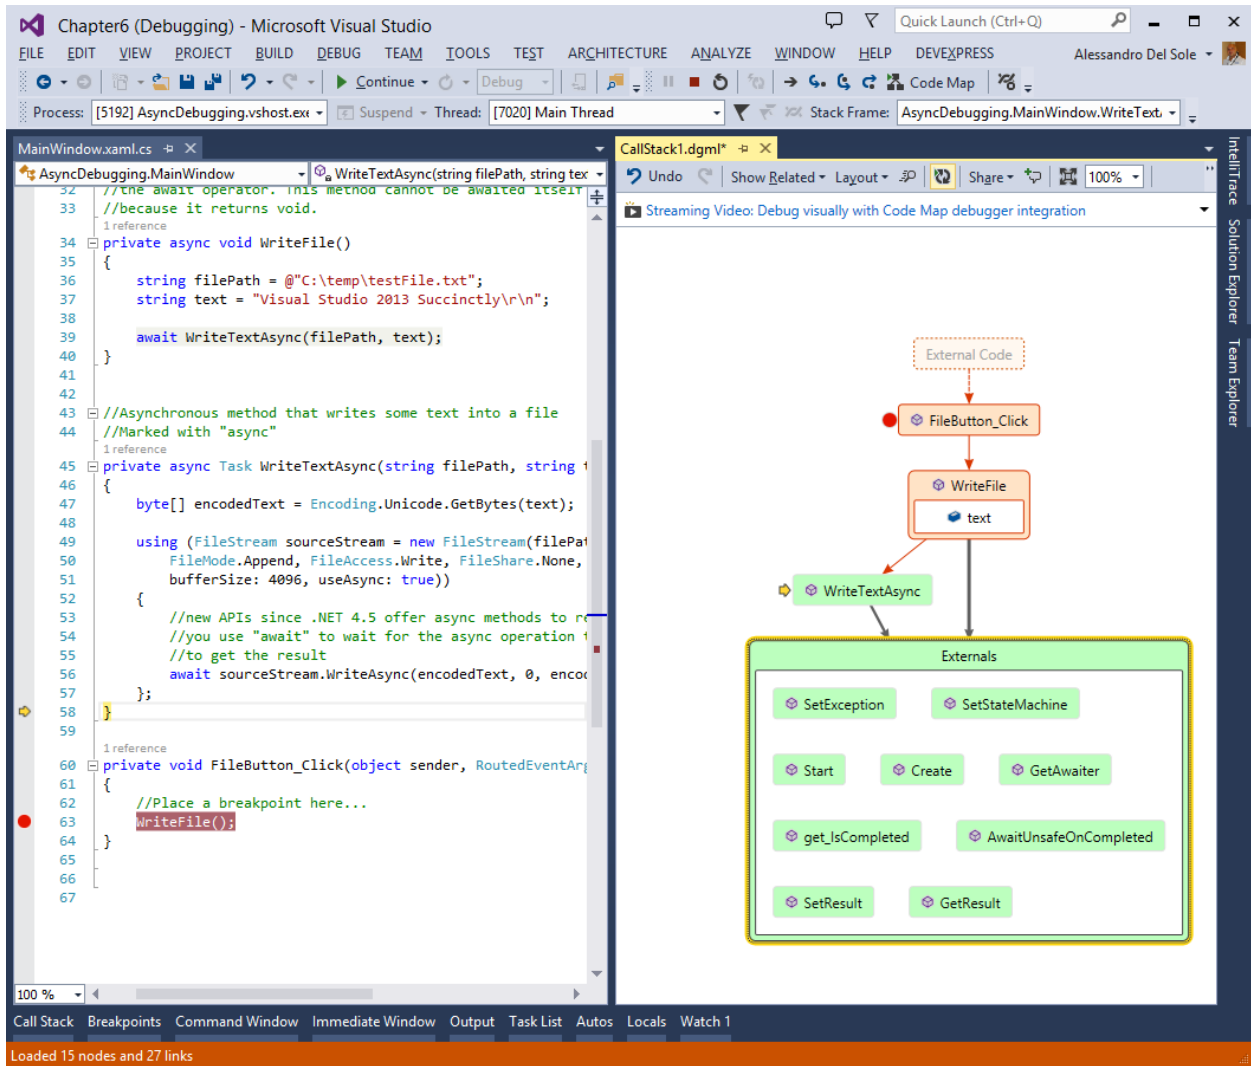 Chapter6 (Debugging) - Microsoft Visual Studio
Quick Launch (Ctrl+Q)
FILE EDIT VIEW PROJECT BUILD DEBUG TEAM TOOLS TEST ARCHITECTURE ANALYZE WINDOW HELP DEVEXPRESS Alessandro Del Sole
Continue Debug Code Map
Process: [5192] AsyncDebugging.vshost.exe Suspend Thread: [7020] Main Thread Stack Frame: AsyncDebugging.MainWindow.WriteText
MainWindow.xaml.cs
AsyncDebugging.MainWindow WriteTextAsync(string filePath, string tex
32 //the await operator. This method cannot be awaited itself
33 //because it returns void.
1 reference
34 private async void WriteFile()
35 {
36 string filePath = @"C:\temp\testFile.txt";
37 string text = "Visual Studio 2013 Succinctly\r\n";
38
39 await WriteTextAsync(filePath, text);
40 }
41
42
43 //Asynchronous method that writes some text into a file
44 //Marked with "async"
1 reference
45 private async Task WriteTextAsync(string filePath, string t
46 {
47 byte[] encodedText = Encoding.Unicode.GetBytes(text);
48
49 using (FileStream sourceStream = new FileStream(filePat
50 FileMode.Append, FileAccess.Write, FileShare.None,
51 bufferSize: 4096, useAsync: true))
52 {
53 //new APIs since .NET 4.5 offer async methods to re
54 //you use "await" to wait for the async operation t
55 //to get the result
56 await sourceStream.WriteAsync(encodedText, 0, encod
57 };
58 }
59
1 reference
60 private void FileButton_Click(object sender, RoutedEventArg
61 {
62 //Place a breakpoint here...
63 WriteFile();
64 }
65
66
67
100 %
CallStack1.dgml*
Undo Show Related Layout Share 100%
Streaming Video: Debug visually with Code Map debugger integration
External Code
FileButton_Click
WriteFile
text
WriteTextAsync
Externals
SetException SetStateMachine
Start Create GetAwaiter
get_IsCompleted AwaitUnsafeOnCompleted
SetResult GetResult
IntelliTrace
Solution Explorer
Team Explorer
Call Stack Breakpoints Command Window Immediate Window Output Task List Autos Locals Watch 1
Loaded 15 nodes and 27 links